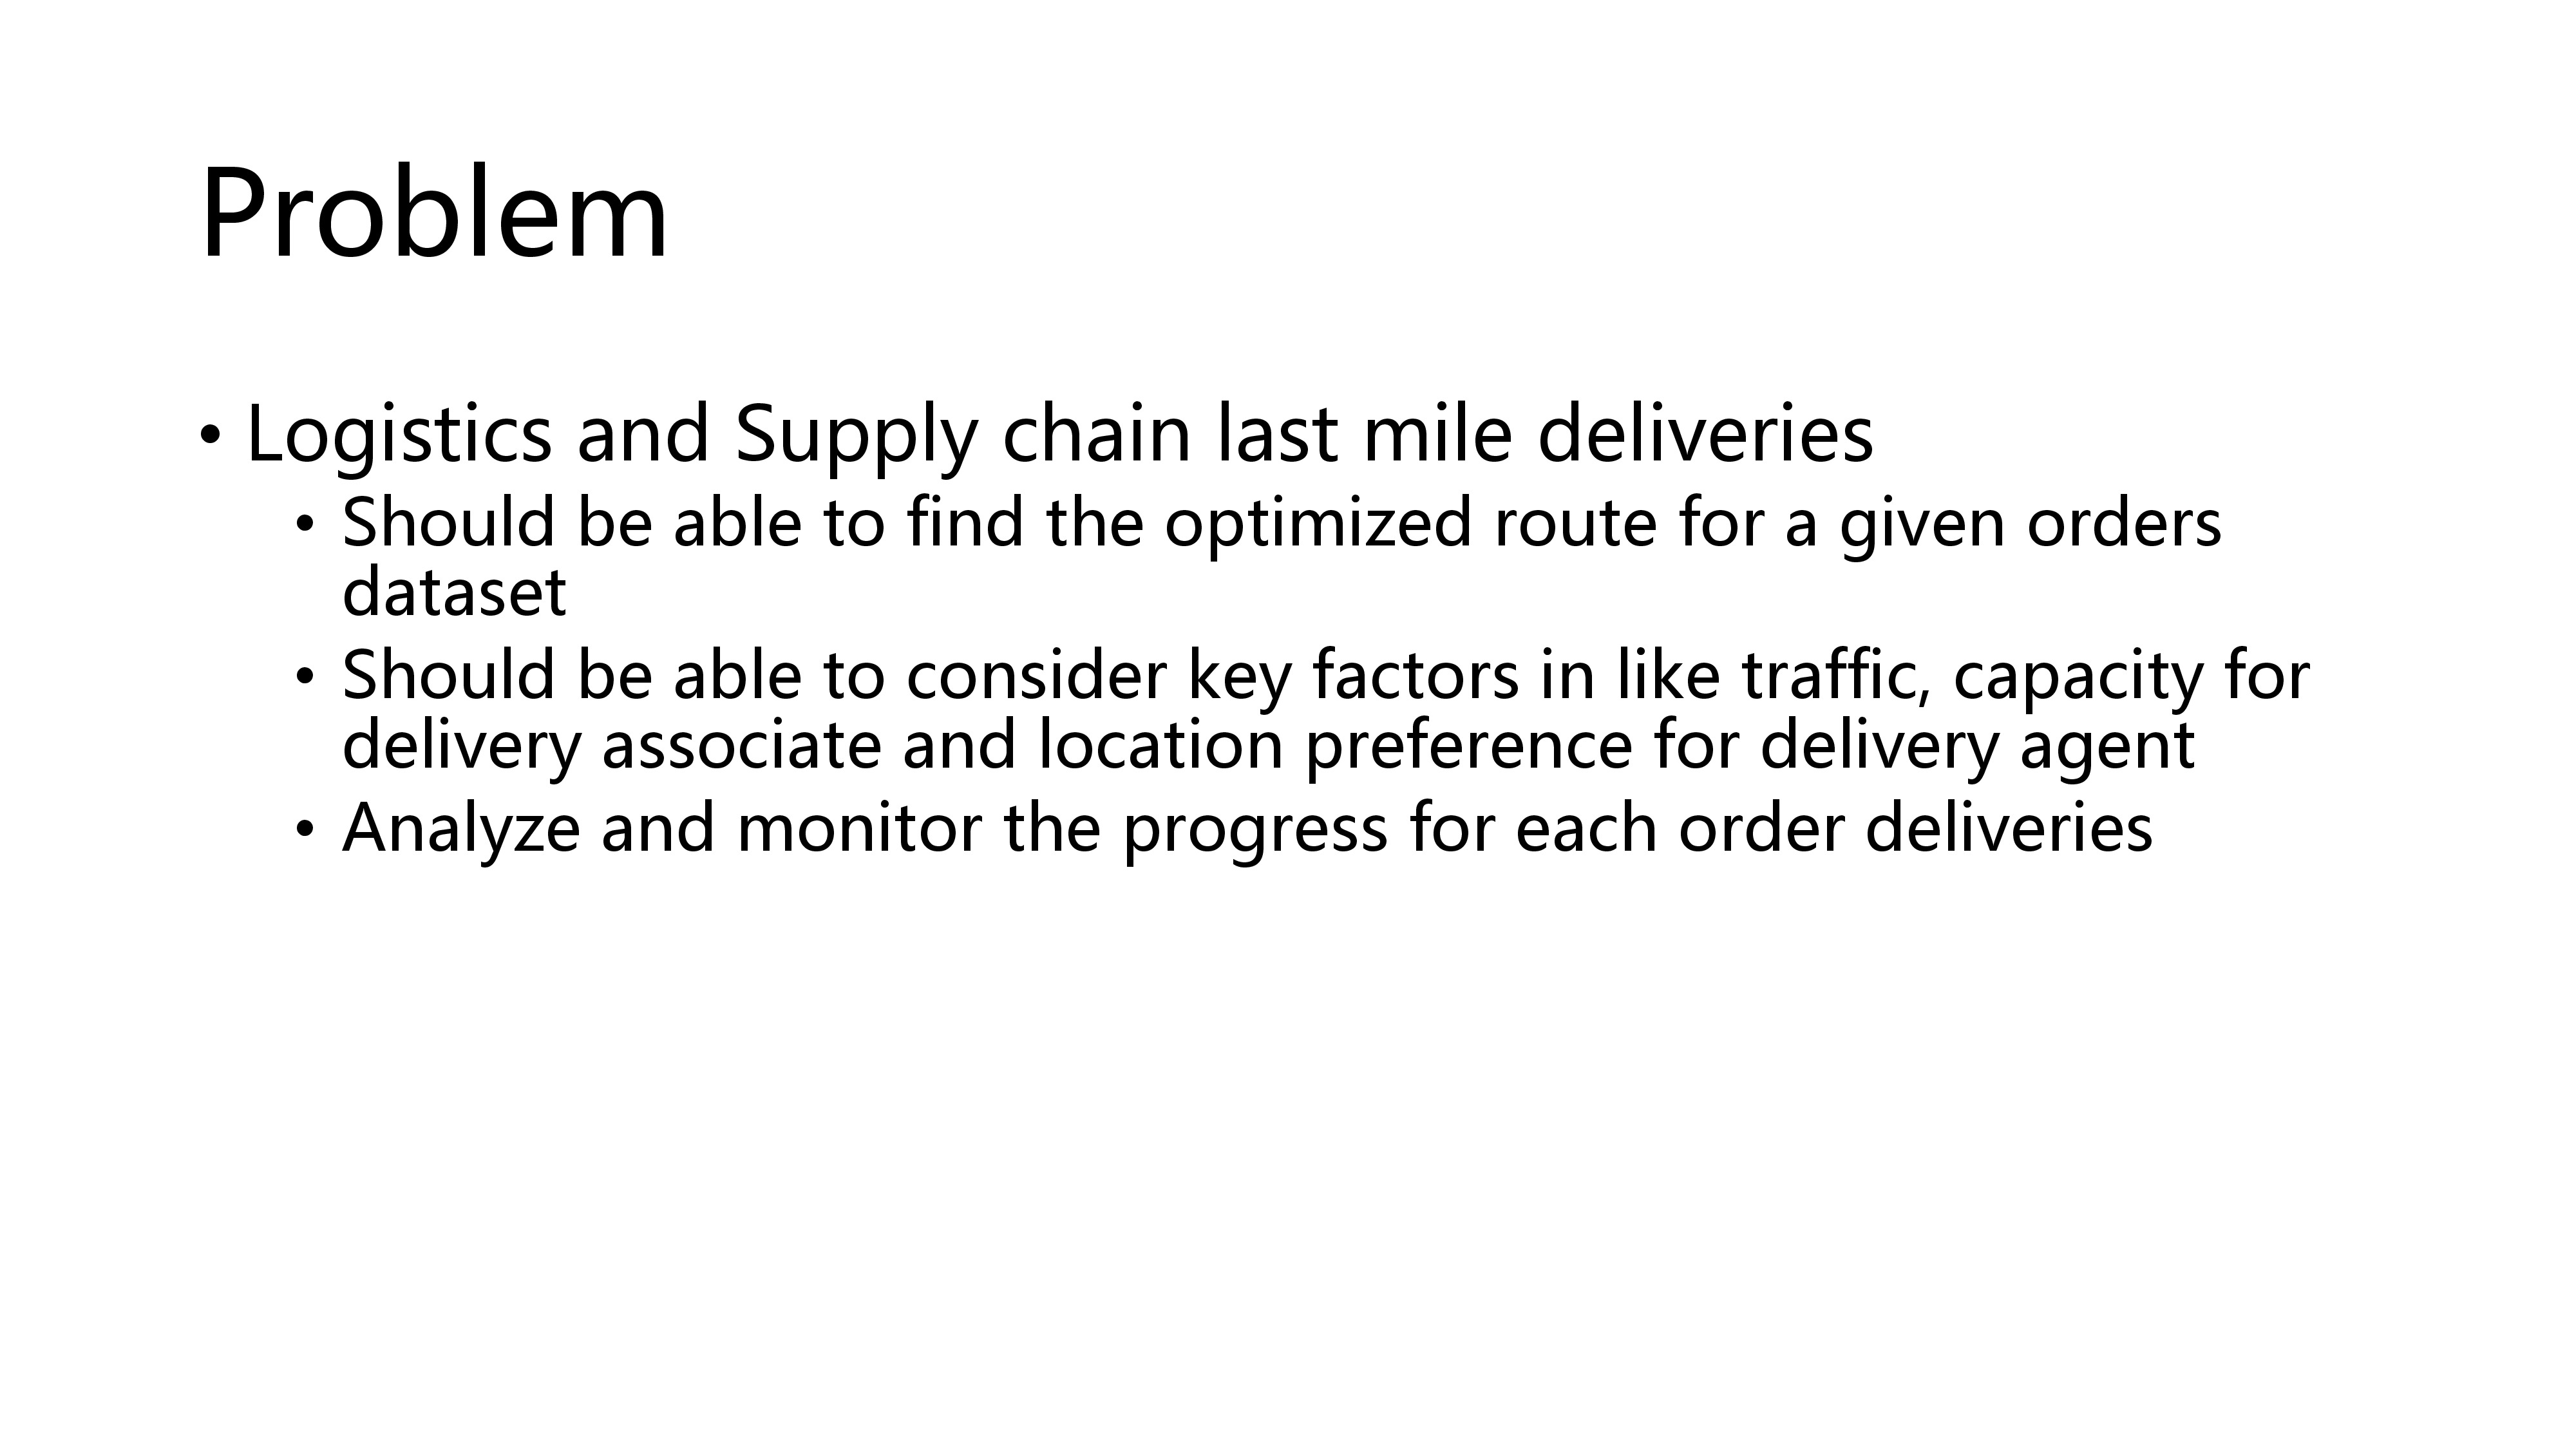 Problem
• Logistics and Supply chain last mile deliveries
• Should be able to find the optimized route for a given orders
dataset
• Should be able to consider key factors in like traffic, capacity for
delivery associate and location preference for delivery agent
• Analyze and monitor the progress for each order deliveries